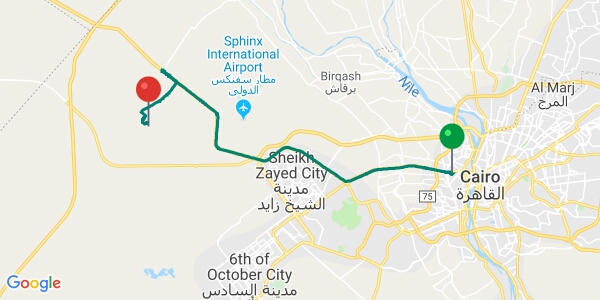 Sphinx
International
Airport
مطار سفنكس
الدولى
Birqash
برقاش
Nile
Al Marj
المرج
Sheikh
Zayed City
مدينة
الشيخ زايد
75
Cairo
القاهرة
6th of
October City
مدينة السادس
Google